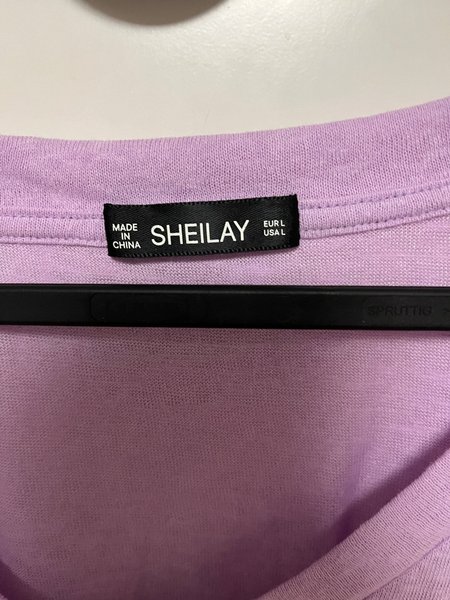 MADE
IN
CHINA
SHEILAY
EUR L
USA L
SPRUTTIG